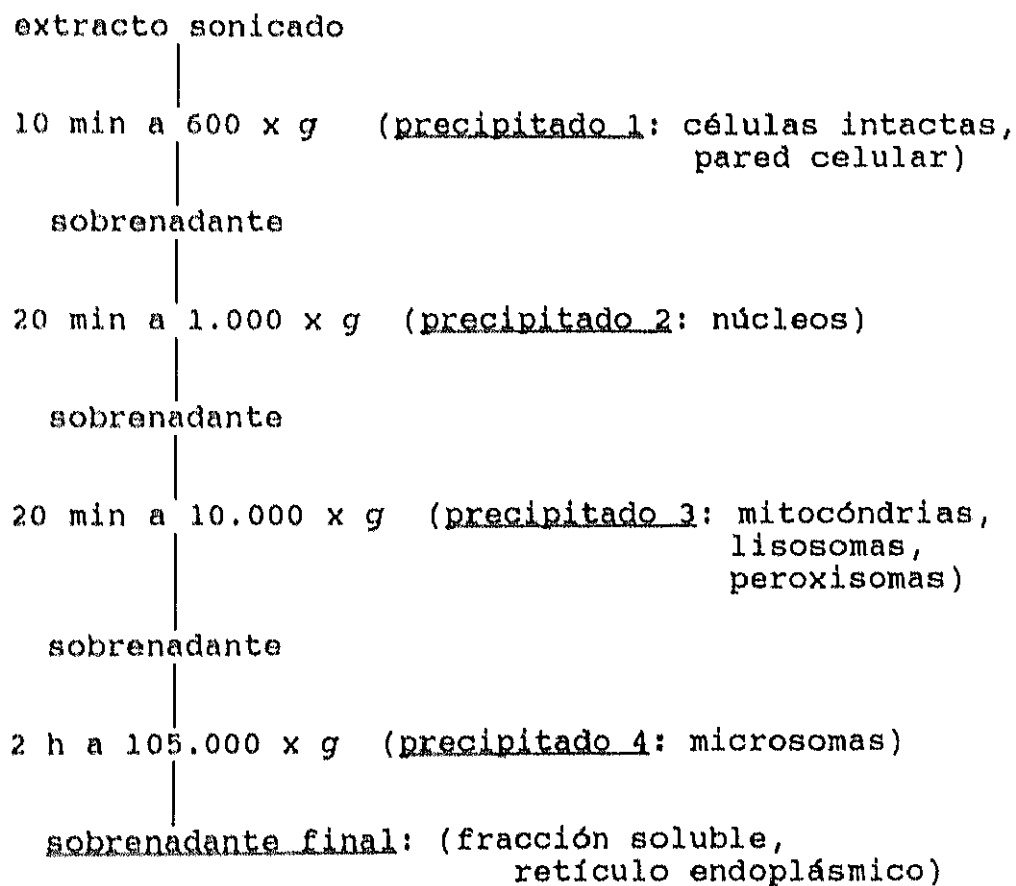 extracto sonicado
10 min a 600 x g (precipitado 1: células intactas,
pared celular)
sobrenadante
20 min a 1.000 x g (precipitado 2: núcleos)
sobrenadante
20 min a 10.000 x g (precipitado 3: mitocóndrias,
lisosomas,
peroxisomas)
sobrenadante
2 h a 105.000 x g (precipitado 4: microsomas)
sobrenadante final: (fracción soluble,
retículo endoplásmico)